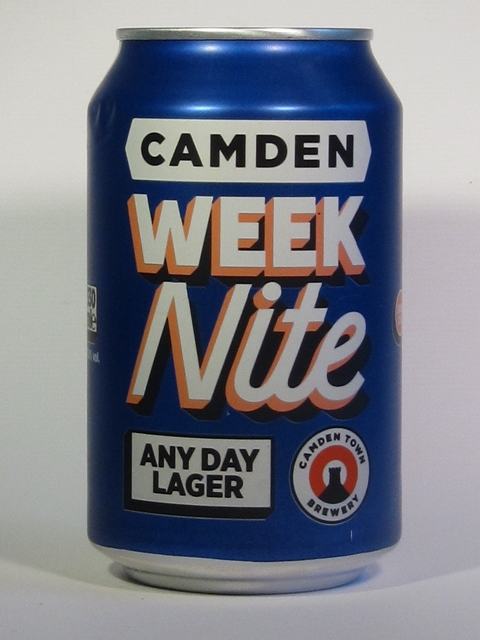 CAMDEN
WEEK
Nite
ANY DAY
LAGER
CAMDEN TOWN
BREWERY